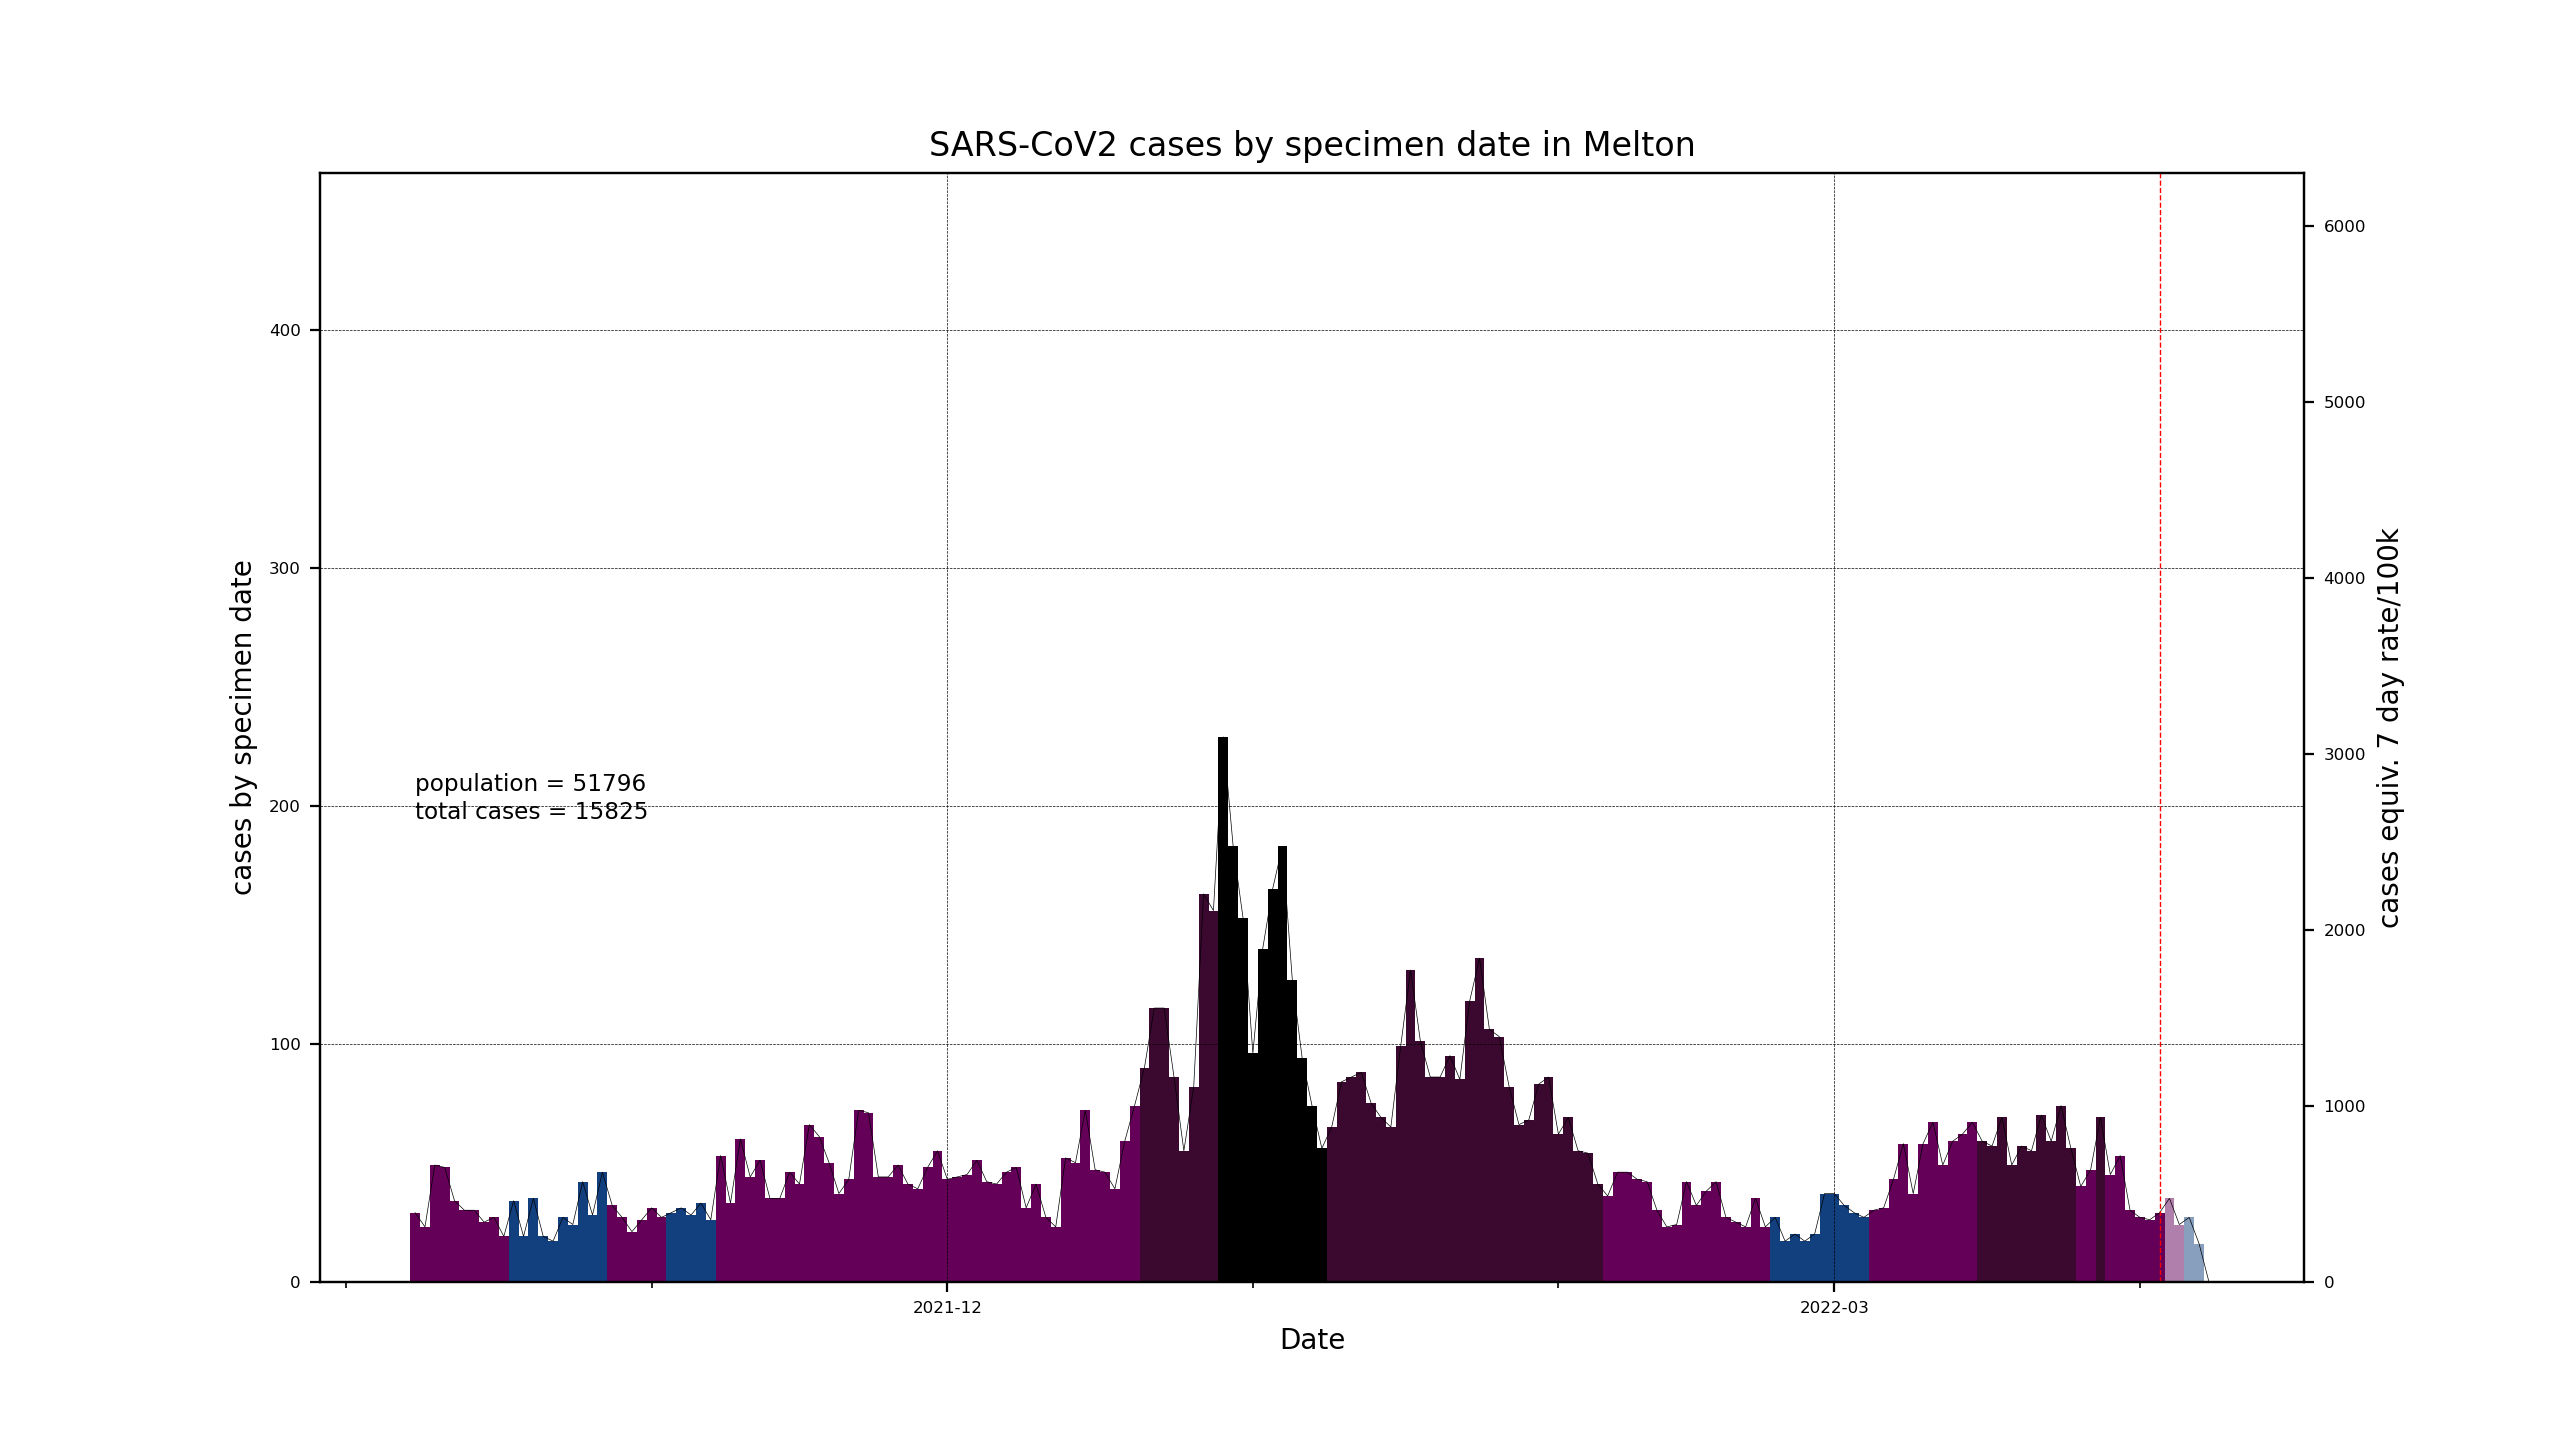 SARS-CoV2 cases by specimen date in Melton
cases by specimen date
400
300
200
100
0
population = 51796
total cases = 15825
6000
5000
4000
3000
2000
1000
0
cases equiv. 7 day rate/100k
2021-12
2022-03
Date